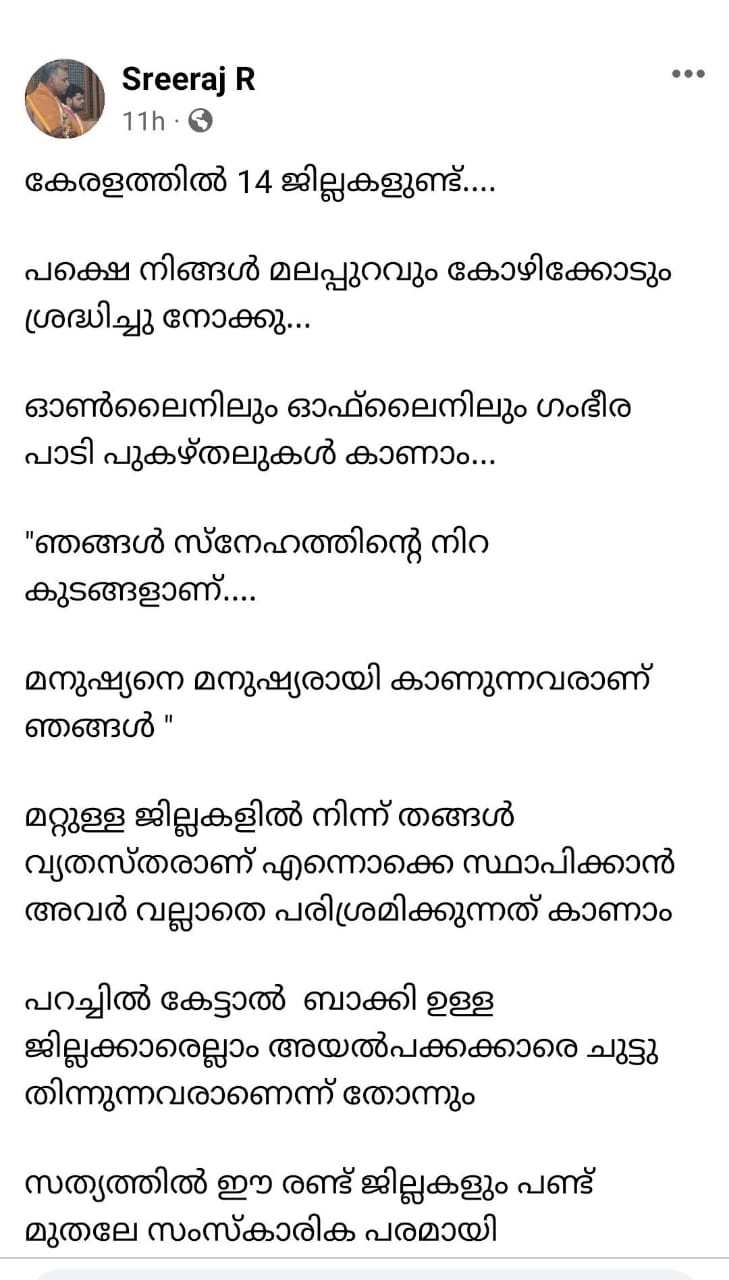 Sreeraj R
11h ·
കേരളത്തിൽ 14 ജില്ലകളുണ്ട്....
പക്ഷെ നിങ്ങൾ മലപ്പുറവും കോഴിക്കോടും
ശ്രദ്ധിച്ചു നോക്കൂ...
ഓൺലൈനിലും ഓഫ്‌ലൈനിലും ഗംഭീര
പാടി പുകഴ്തലുകൾ കാണാം...
"ഞങ്ങൾ സ്നേഹത്തിന്റെ നിറ
കുടങ്ങളാണ്....
മനുഷ്യനെ മനുഷ്യരായി കാണുന്നവരാണ്
ഞങ്ങൾ "
മറ്റുള്ള ജില്ലകളിൽ നിന്ന് തങ്ങൾ
വ്യതസ്തരാണ് എന്നൊക്കെ സ്ഥാപിക്കാൻ
അവർ വല്ലാതെ പരിശ്രമിക്കുന്നത് കാണാം
പറച്ചിൽ കേട്ടാൽ  ബാക്കി ഉള്ള
ജില്ലക്കാരെല്ലാം അയൽപക്കക്കാരെ ചുട്ടു
തിന്നുന്നവരാണെന്ന് തോന്നും
സത്യത്തിൽ ഈ രണ്ട് ജില്ലകളും പണ്ട്
മുതലേ സംസ്കാരിക പരമായി